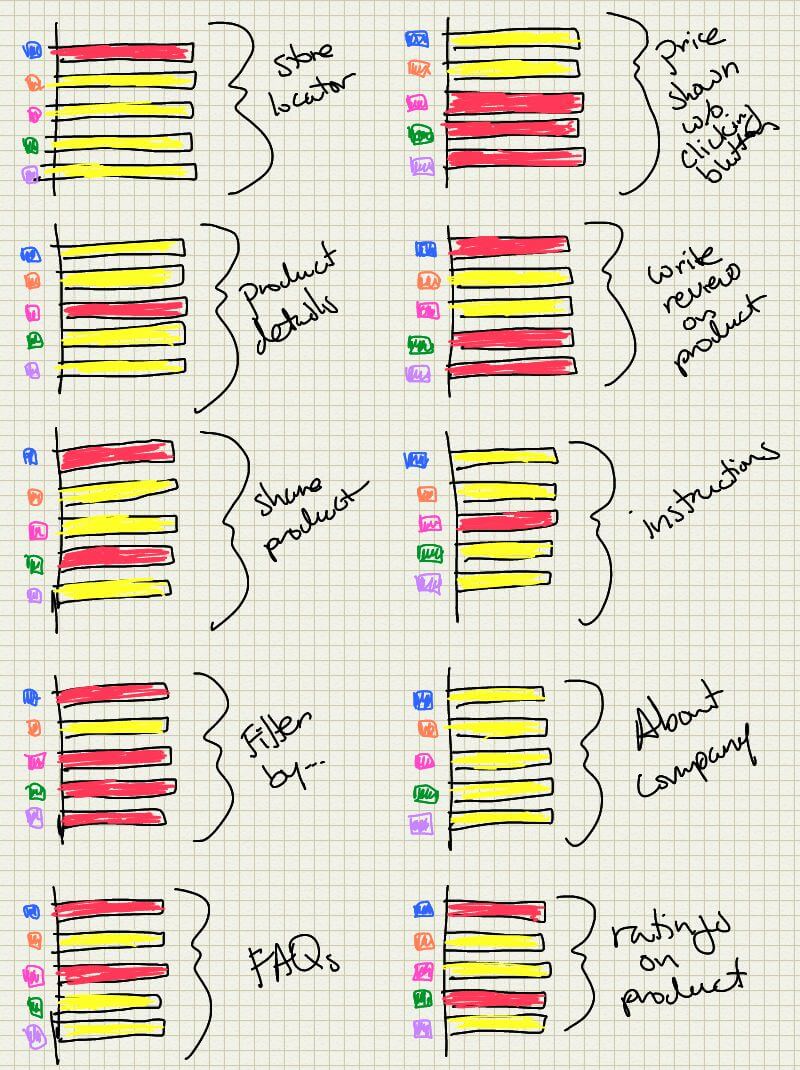 store
locator
price
shown
w/o
clicking
button
product
details
write
review
on
product
share
product
instructions
Filter
by...
About
company
FAQs
ratings
on
product